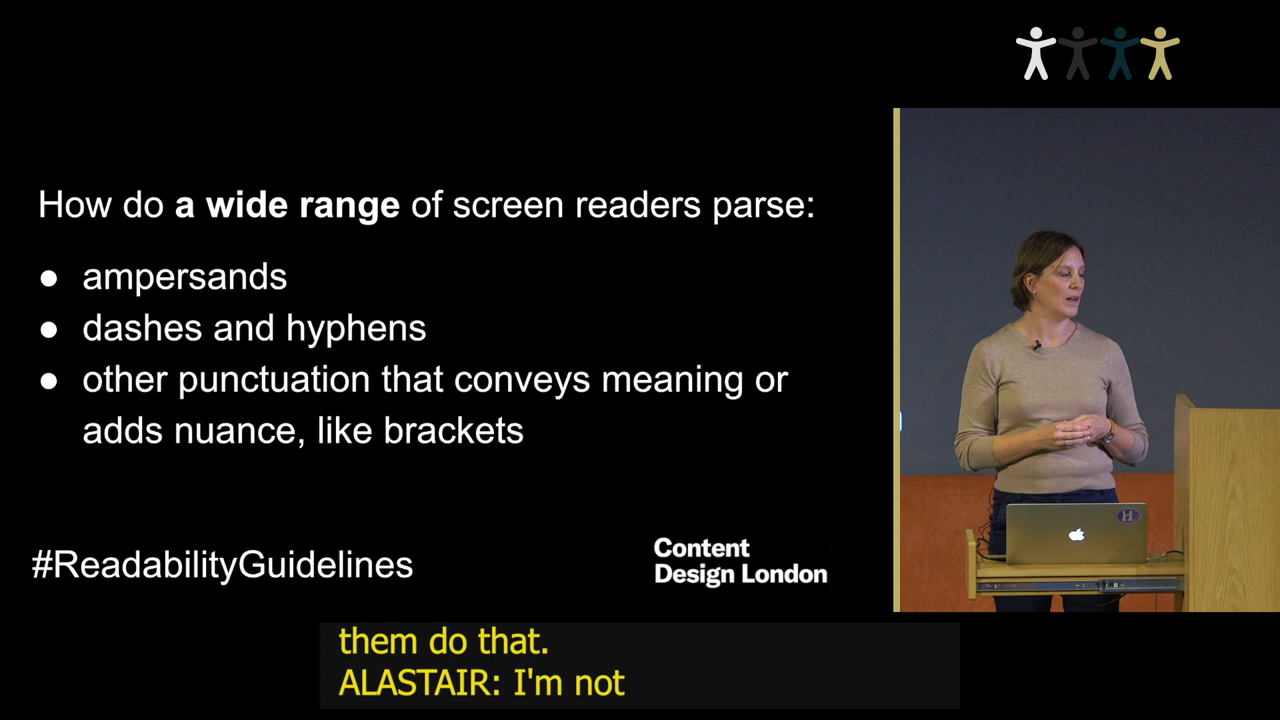 How do a wide range of screen readers parse:
● ampersands
● dashes and hyphens
● other punctuation that conveys meaning or
adds nuance, like brackets
#ReadabilityGuidelines
Content
Design London
H
them do that.
ALASTAIR: I'm not